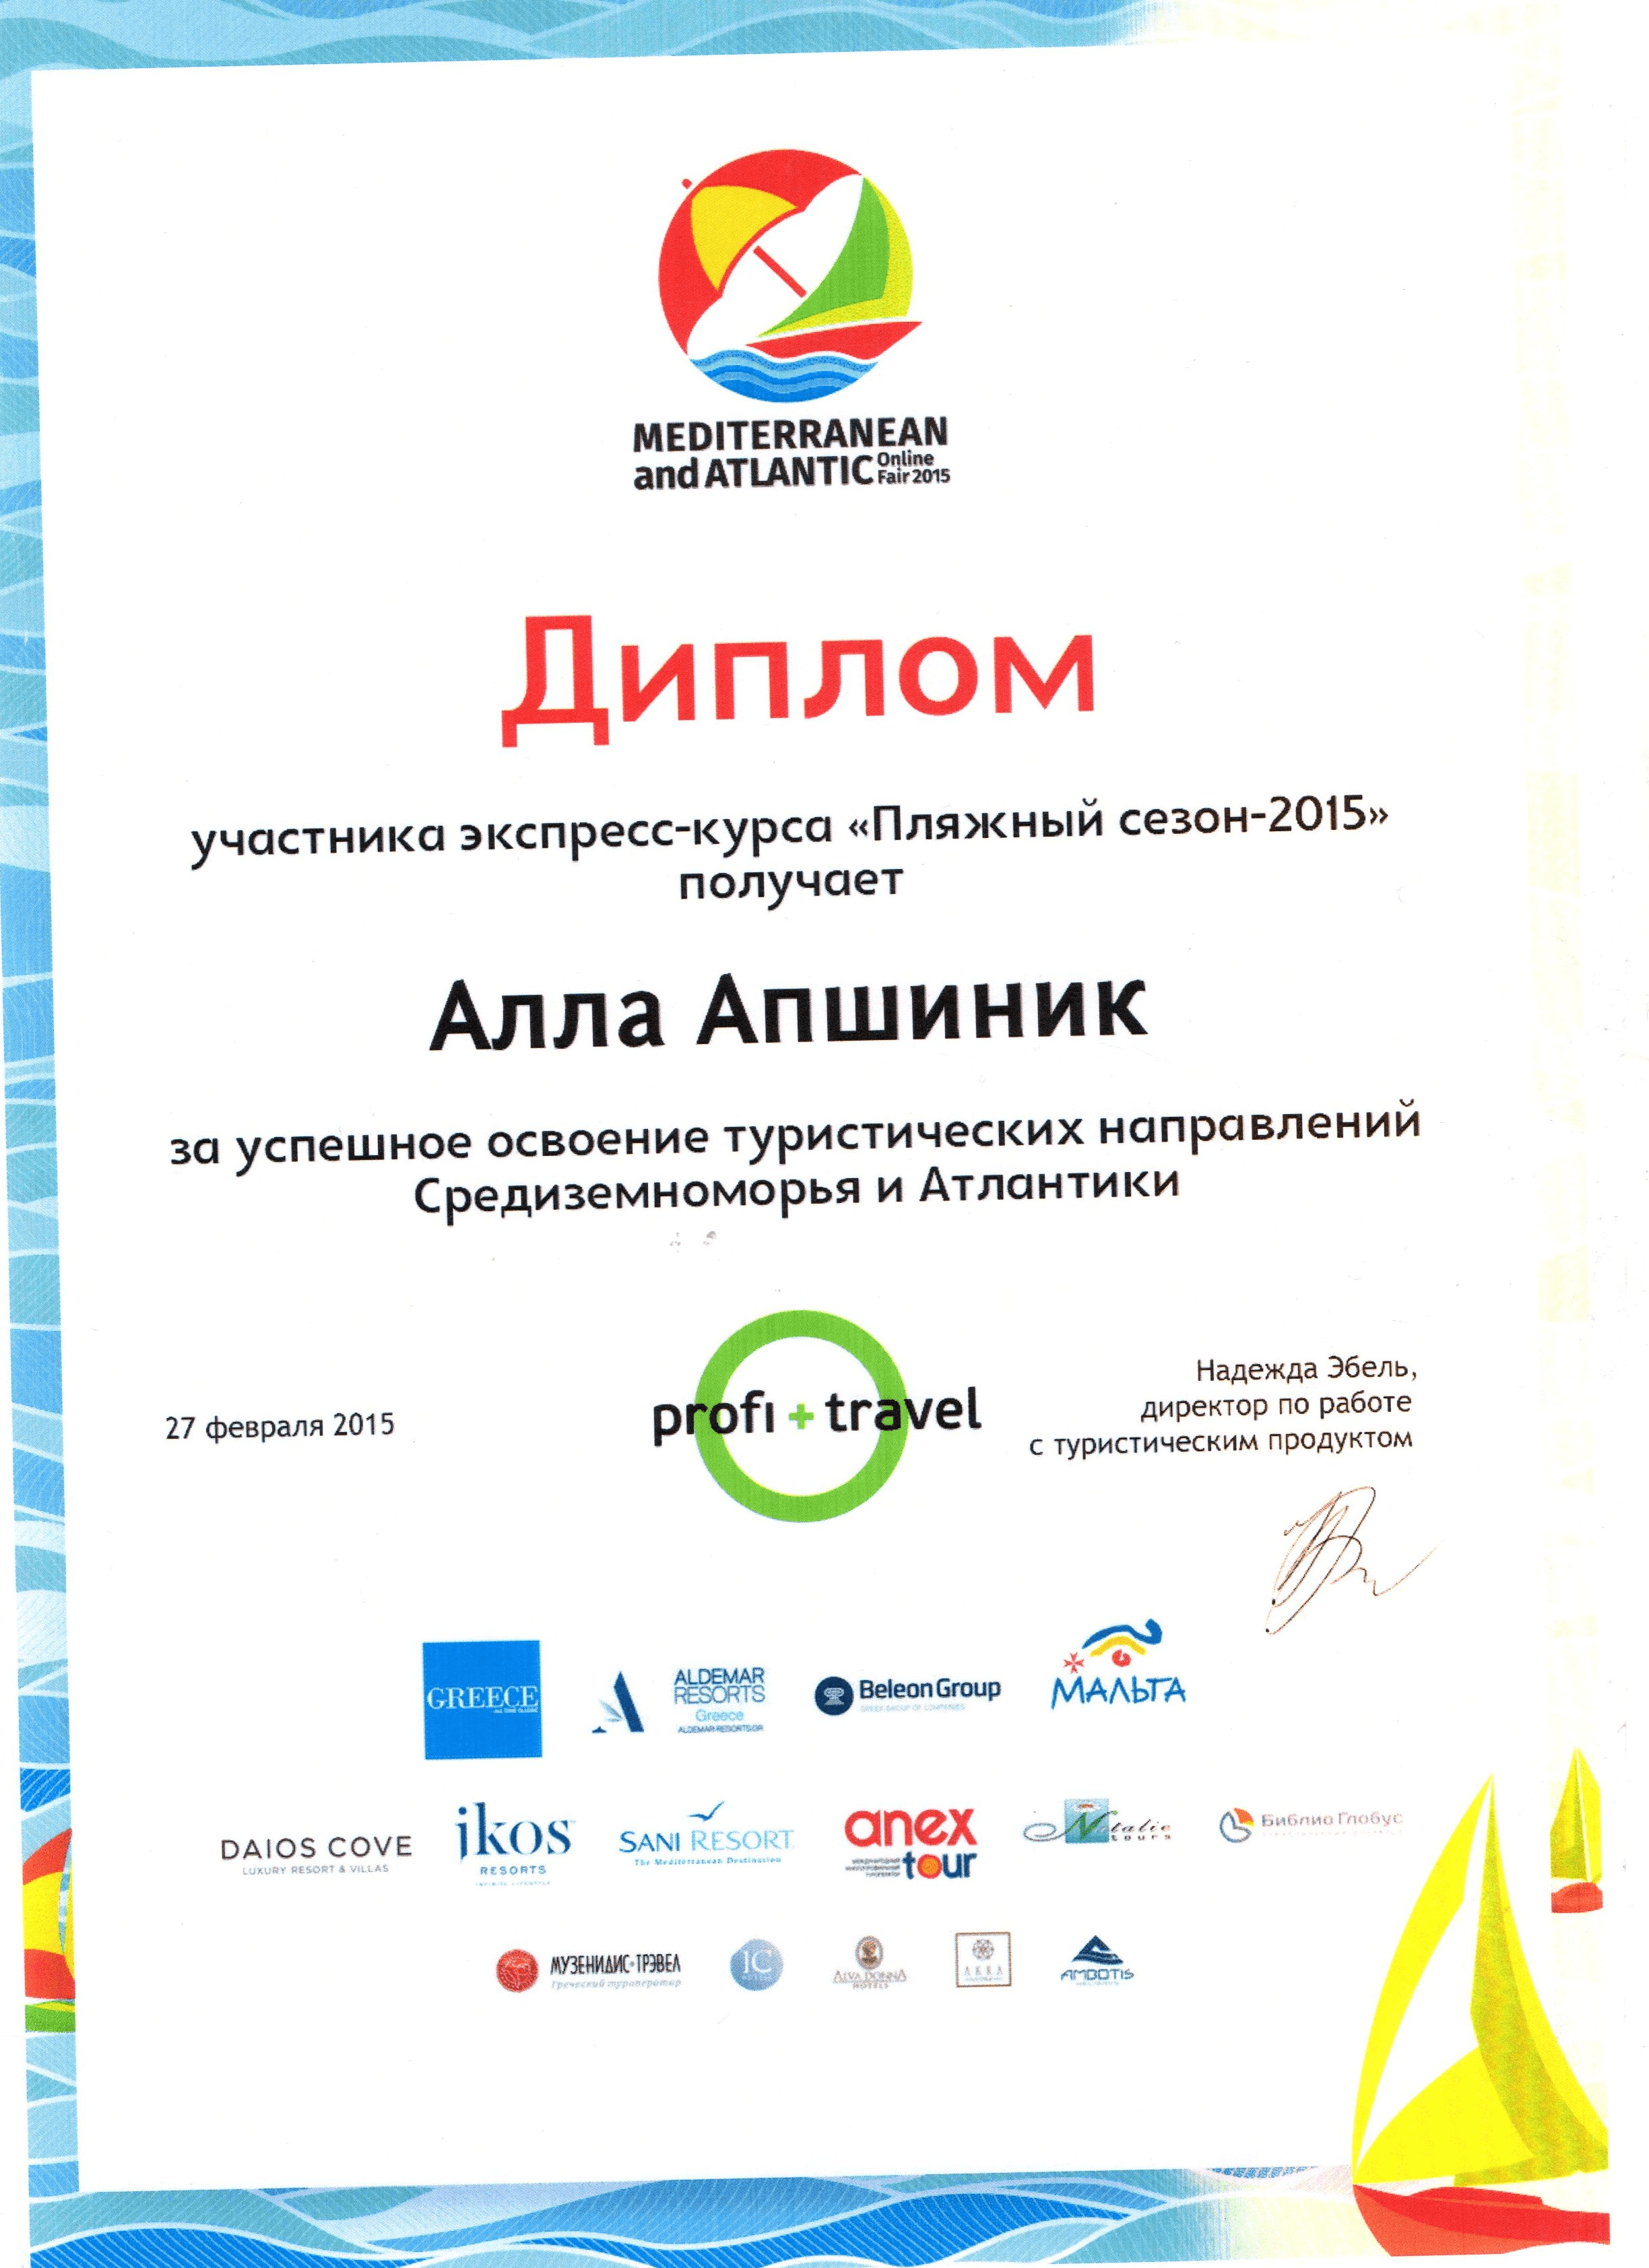 MEDITERRANEAN
and ATLANTIC Online Fair 2015
Диплом
участника экспресс-курса «Пляжный сезон-2015»
получает
Алла Апшиник
за успешное освоение туристических направлений
Средиземноморья и Атлантики
27 февраля 2015
profi + travel
Надежда Эбель,
директор по работе
с туристическим продуктом
GREECE
ALDEMAR
RESORTS
Greece
ALDEMAR-RESORTS.GR
Beleon Group
GREEK GROUP OF COMPANIES
МАЛЬТА
DAIOS COVE
LUXURY RESORT & VILLAS
ikos
RESORTS
SANI RESORT
The Mediterranean Destination
anex
tour
Natalie
tours
Библио Глобус
МУЗЕНИДИС•ТРЭВЕЛ
Греческий туроператор
IC
ALVA DONNA
HOTELS
AKKA
AMBOTIS